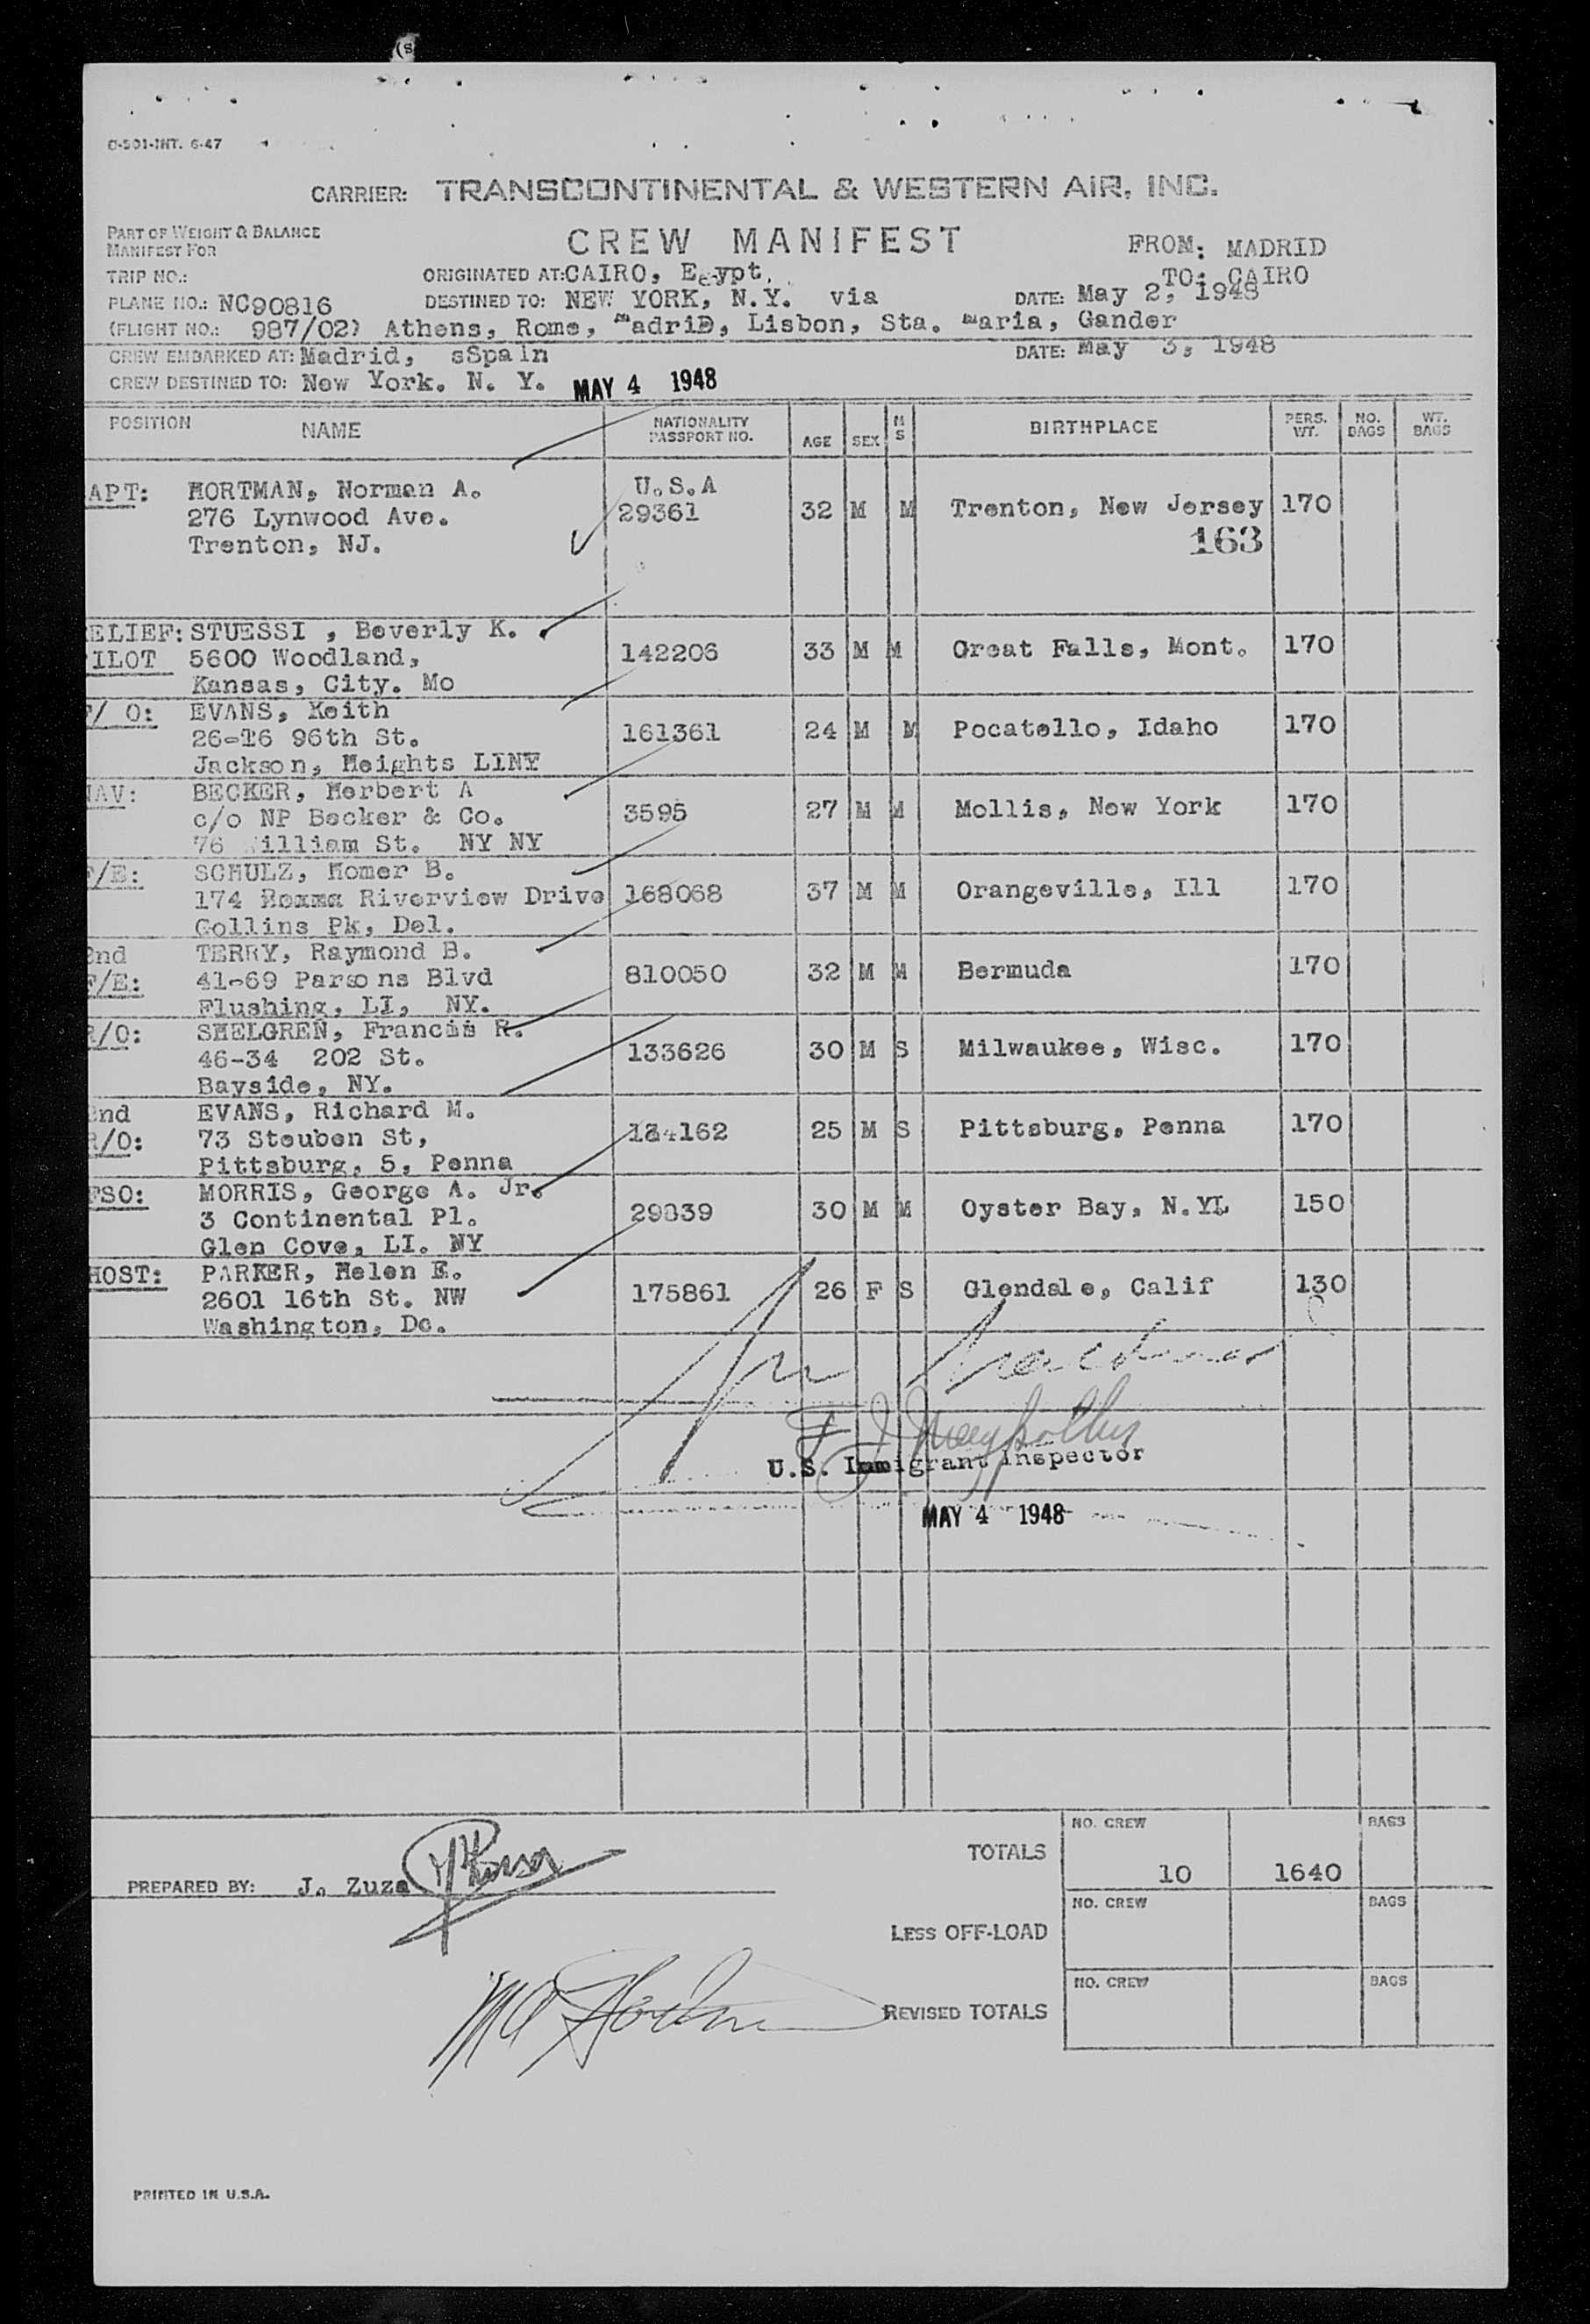 O-501-INT. 6-47
CARRIER: TRANSCONTINENTAL & WESTERN AIR, INC.
PART OF WEIGHT & BALANCE
MANIFEST FOR
CREW MANIFEST
FROM: MADRID
TO: CAIRO
TRIP NO.:
ORIGINATED AT: CAIRO, Egypt,
PLANE NO.: NC90816
DESTINED TO: NEW YORK, N.Y. via
DATE: May 2, 1948
(FLIGHT NO.: 987/02) Athens, Rome, MadriD, Lisbon, Sta. Maria, Gander
CREW EMBARKED AT: Madrid, sSpain
DATE: May 3, 1948
CREW DESTINED TO: New York. N. Y. MAY 4 1948
POSITION NAME NATIONALITY PASSPORT NO. AGE SEX M S BIRTHPLACE PERS. WT. NO. BAGS WT. BAGS
APT: HORTMAN, Norman A. U.S.A
276 Lynwood Ave. 29361 32 M M Trenton, New Jersey 170
Trenton, NJ. 163
ELIEF: STUESSI , Beverly K.
ILOT 5600 Woodland, 142206 33 M M Great Falls, Mont. 170
Kansas, City. Mo
F/ O: EVANS, Keith
26-16 96th St. 161361 24 M M Pocatello, Idaho 170
Jackson, Heights LINY
NAV: BECKER, Herbert A
c/o NP Becker & Co. 3595 27 M M Hollis, New York 170
76 William St. NY NY
F/E: SCHULZ, Homer B.
174 Riverview Drive 168068 37 M M Orangeville, Ill 170
Collins Pk, Del.
2nd TERRY, Raymond B.
F/E: 41-69 Parsons Blvd 810050 32 M M Bermuda 170
Flushing, LI, NY.
R/O: SHELGREN, Francis R.
46-34 202 St. 133626 30 M S Milwaukee, Wisc. 170
Bayside, NY.
2nd EVANS, Richard M.
R/O: 73 Steuben St, 25 M S Pittsburg, Penna 170
Pittsburg, 5, Penna
FSO: MORRIS, George A. Jr.
3 Continental Pl. 29839 30 M M Oyster Bay, N.YL 150
Glen Cove, LI. NY
HOST: PARKER, Helen E.
2601 16th St. NW 175861 26 F S Glendale, Calif 130
Washington, Dc.
U.S. Immigrant Inspector
MAY 4 1948
TOTALS NO. CREW 10 1640 BAGS
PREPARED BY: J. Zuza
LESS OFF-LOAD NO. CREW BAGS
REVISED TOTALS NO. CREW BAGS
PRINTED IN U.S.A.